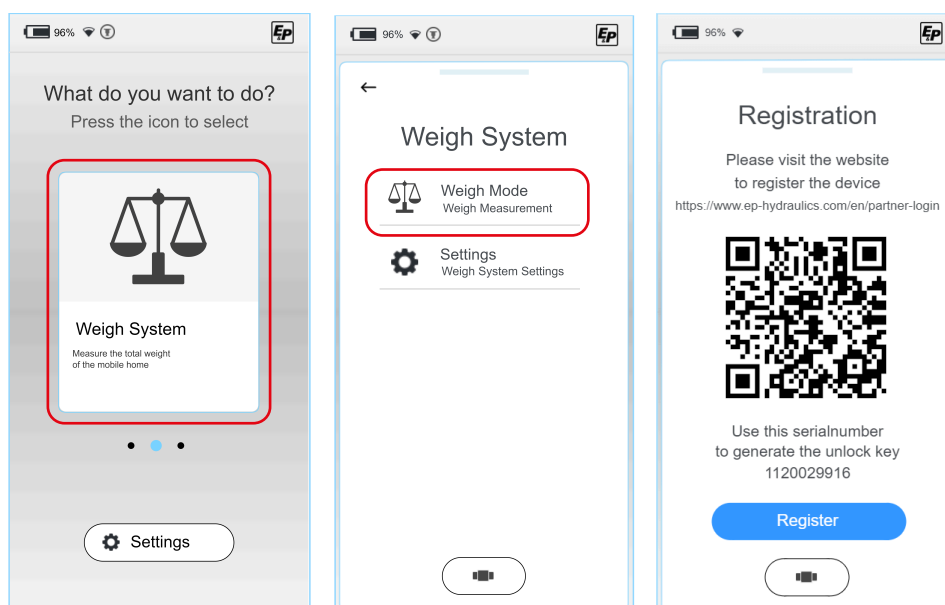 96%
E&P
What do you want to do?
Press the icon to select
Weigh System
Measure the total weight
of the mobile home
Settings
96%
E&P
Weigh System
Weigh Mode
Weigh Measurement
Settings
Weigh System Settings
96%
E&P
Registration
Please visit the website
to register the device
https://www.ep-hydraulics.com/en/partner-login
Use this serialnumber
to generate the unlock key
1120029916
Register